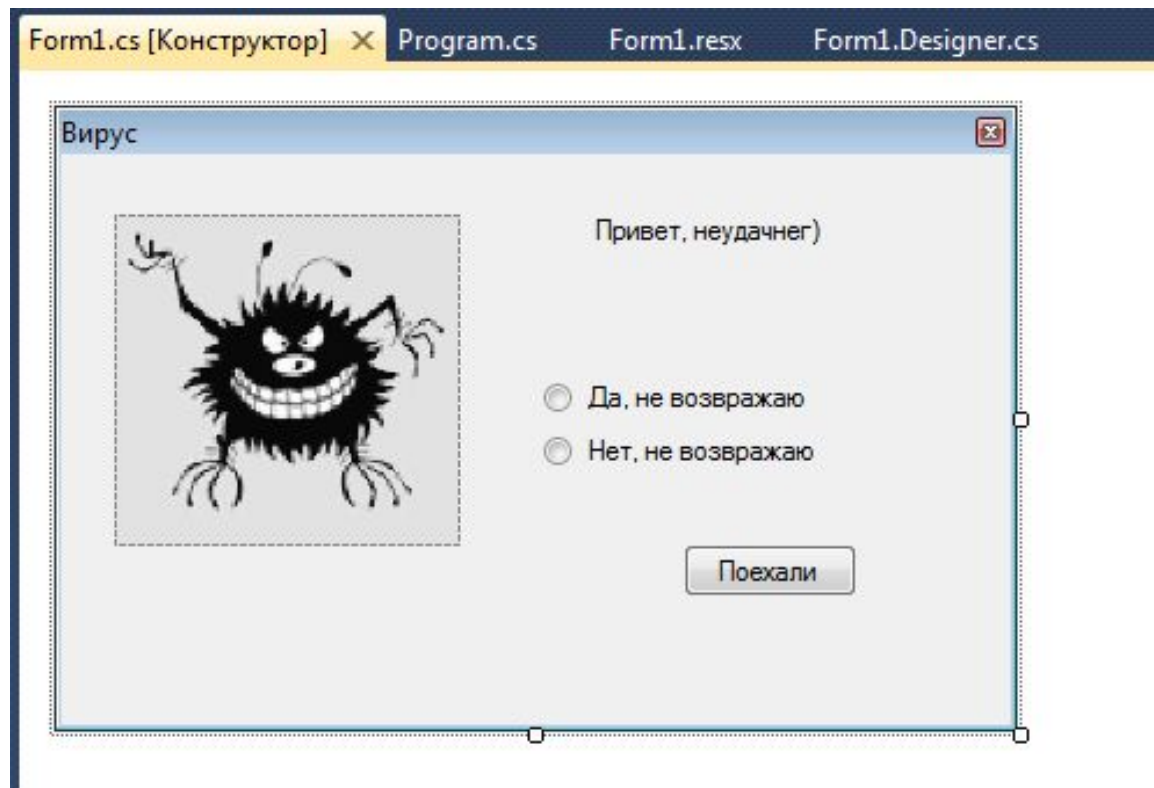 Form1.cs [Конструктор] Program.cs Form1.resx Form1.Designer.cs
Вирус
Привет, неудачнег)
Да, не возвражаю
Нет, не возвражаю
Поехали